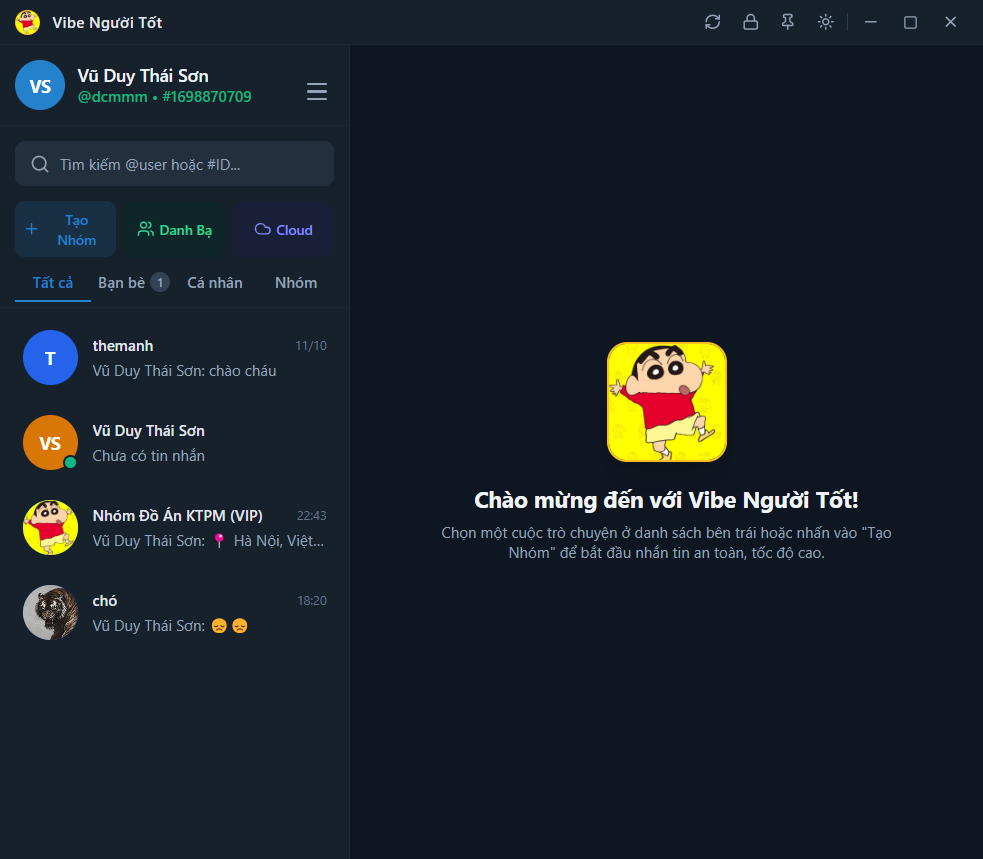 Vibe Người Tốt
VS
Vũ Duy Thái Sơn
@dcmmm • #1698870709
Tìm kiếm @user hoặc #ID...
+ Tạo
Nhóm
Danh Bạ
Cloud
Tất cả
Bạn bè 1
Cá nhân
Nhóm
T
themanh
11/10
Vũ Duy Thái Sơn: chào cháu
VS
Vũ Duy Thái Sơn
Chưa có tin nhắn
Nhóm Đồ Án KTPM (VIP)
22:43
Vũ Duy Thái Sơn: 📍 Hà Nội, Việt...
chó
18:20
Vũ Duy Thái Sơn: 😞 😞
Chào mừng đến với Vibe Người Tốt!
Chọn một cuộc trò chuyện ở danh sách bên trái hoặc nhấn vào "Tạo
Nhóm" để bắt đầu nhắn tin an toàn, tốc độ cao.